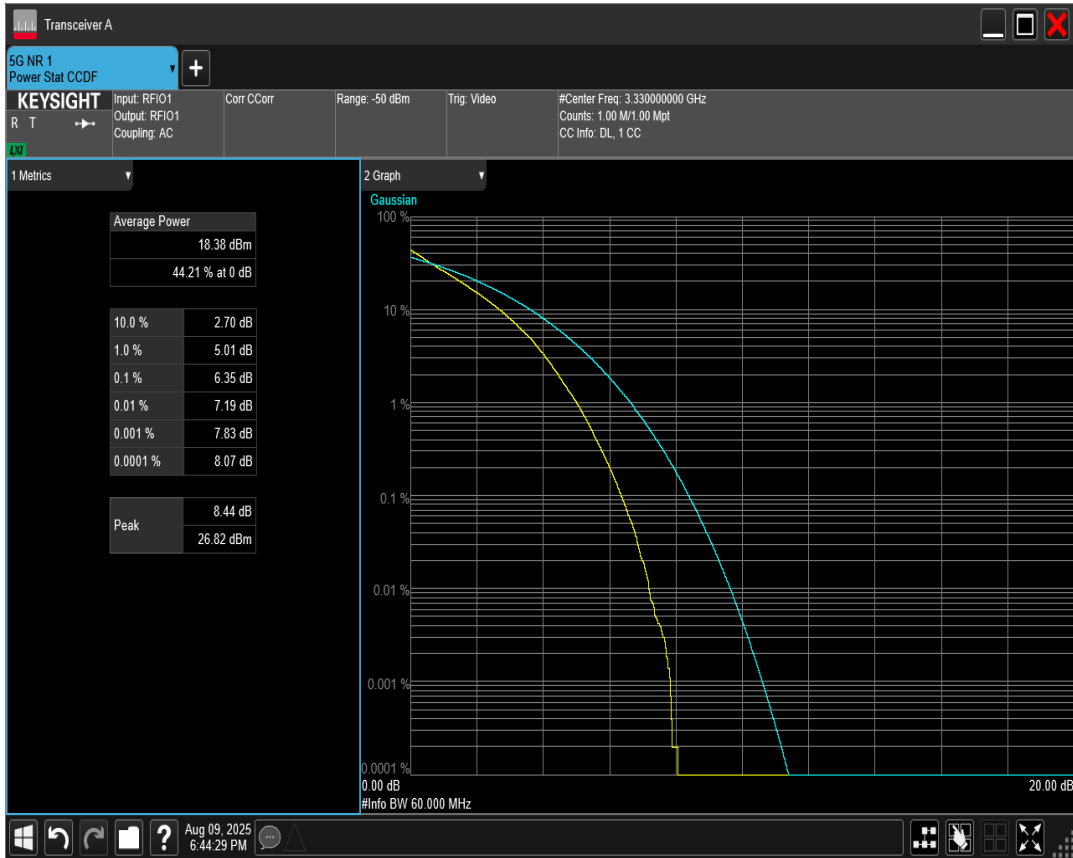 Transceiver A
5G NR 1
Power Stat CCDF
KEYSIGHT
R T
LXI
Input: RFIO1
Output: RFIO1
Coupling: AC
Corr CCorr
Range: -50 dBm
Trig: Video
#Center Freq: 3.330000000 GHz
Counts: 1.00 M/1.00 Mpt
CC Info: DL, 1 CC
1 Metrics
Average Power
18.38 dBm
44.21 % at 0 dB
10.0 % 2.70 dB
1.0 % 5.01 dB
0.1 % 6.35 dB
0.01 % 7.19 dB
0.001 % 7.83 dB
0.0001 % 8.07 dB
Peak
8.44 dB
26.82 dBm
2 Graph
Gaussian
100 %
10 %
1 %
0.1 %
0.01 %
0.001 %
0.0001 %
0.00 dB
20.00 dB
#Info BW 60.000 MHz
?
Aug 09, 2025
6:44:29 PM